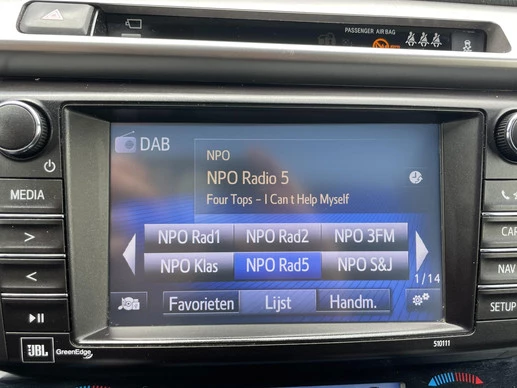 PASSENGER AIR BAG
DAB
NPO
NPO Radio 5
Four Tops – I Can t Help Myself
MEDIA
NPO Rad1 NPO Rad2 NPO 3FM
NPO Klas NPO Rad5 NPO S&J
1/14
Favorieten Lijst Handm.
CAR
NAV
SETUP
JBL GreenEdge
510111